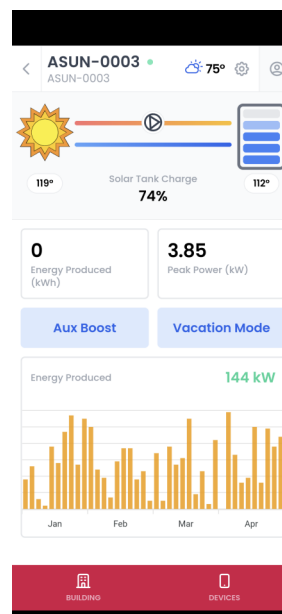 ASUN-0003
ASUN-0003
75°
119°
Solar Tank Charge
74%
112°
0
Energy Produced
(kWh)
3.85
Peak Power (kW)
Aux Boost
Vacation Mode
Energy Produced
144 kW
Jan
Feb
Mar
Apr
BUILDING
DEVICES